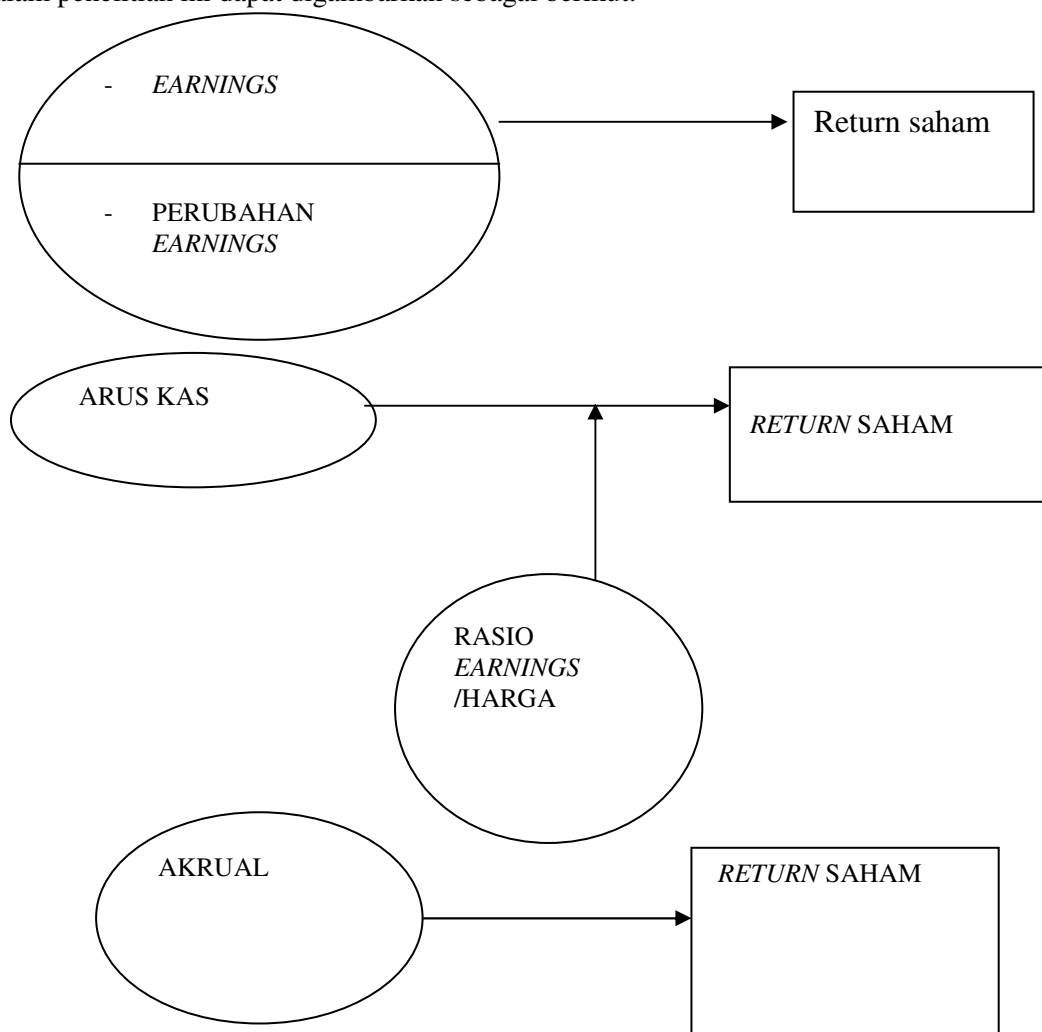 dalam penelitian ini dapat digambarkan sebagai berikut:
- EARNINGS
Return saham
- PERUBAHAN
EARNINGS
ARUS KAS
RETURN SAHAM
RASIO
EARNINGS
/HARGA
AKRUAL
RETURN SAHAM